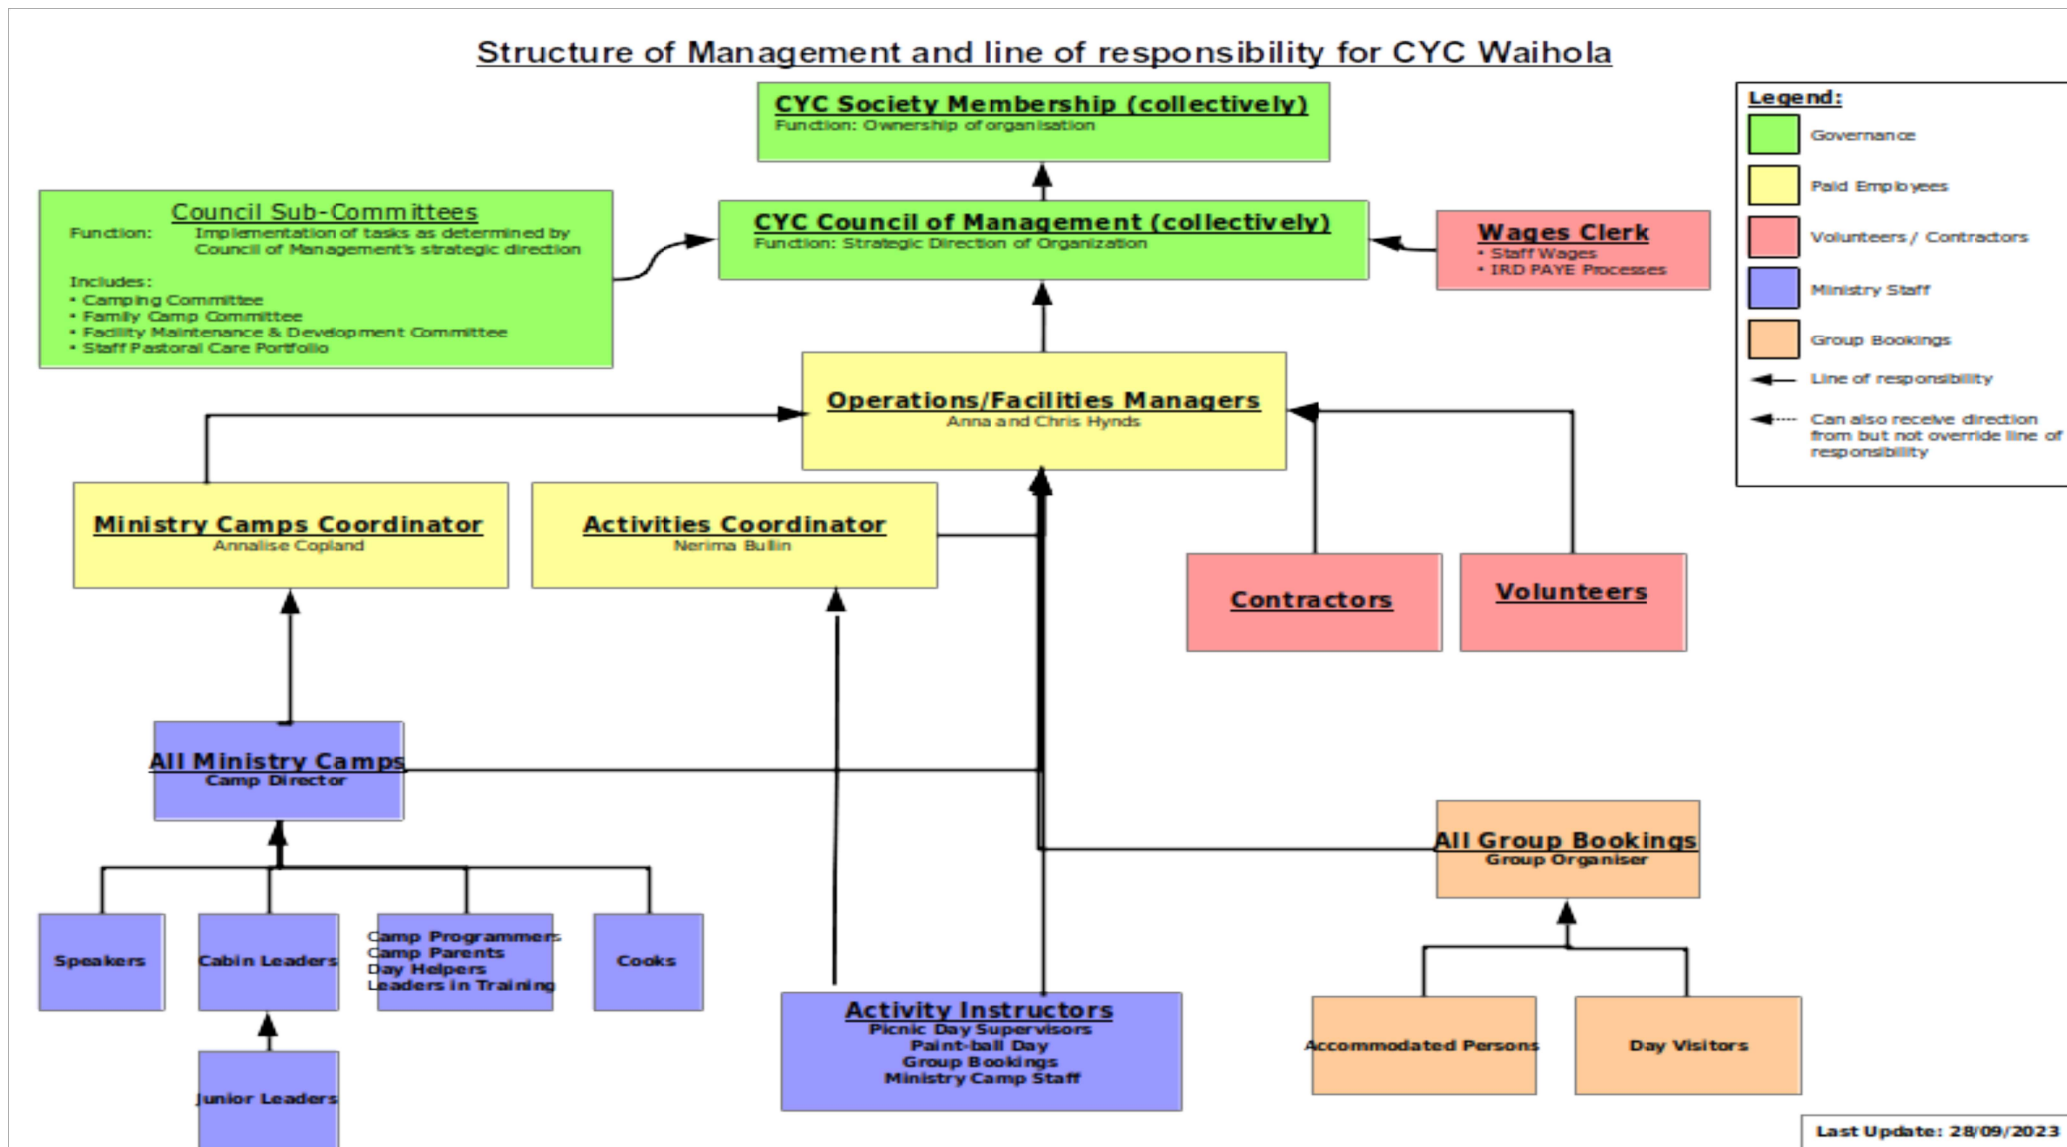 Structure of Management and line of responsibility for CYC Waihola
CYC Society Membership (collectively)
Function: Ownership of organisation
Legend:
Governance
Paid Employees
Volunteers / Contractors
Ministry Staff
Group Bookings
Line of responsibility
Can also receive direction
from but not override line of
responsibility
Council Sub-Committees
Function: Implementation of tasks as determined by
Council of Management's strategic direction
Includes:
• Camping Committee
• Family Camp Committee
• Facility Maintenance & Development Committee
• Staff Pastoral Care Portfolio
CYC Council of Management (collectively)
Function: Strategic Direction of Organization
Wages Clerk
• Staff Wages
• IRD PAYE Processes
Operations/Facilities Managers
Anna and Chris Hynds
Ministry Camps Coordinator
Annalise Copland
Activities Coordinator
Nerima Bullin
Contractors
Volunteers
All Ministry Camps
Camp Director
All Group Bookings
Group Organiser
Speakers
Cabin Leaders
Camp Programmers
Camp Parents
Day Helpers
Leaders in Training
Cooks
Junior Leaders
Activity Instructors
Picnic Day Supervisors
Paint-ball Day
Group Bookings
Ministry Camp Staff
Accommodated Persons
Day Visitors
Last Update: 28/09/2023